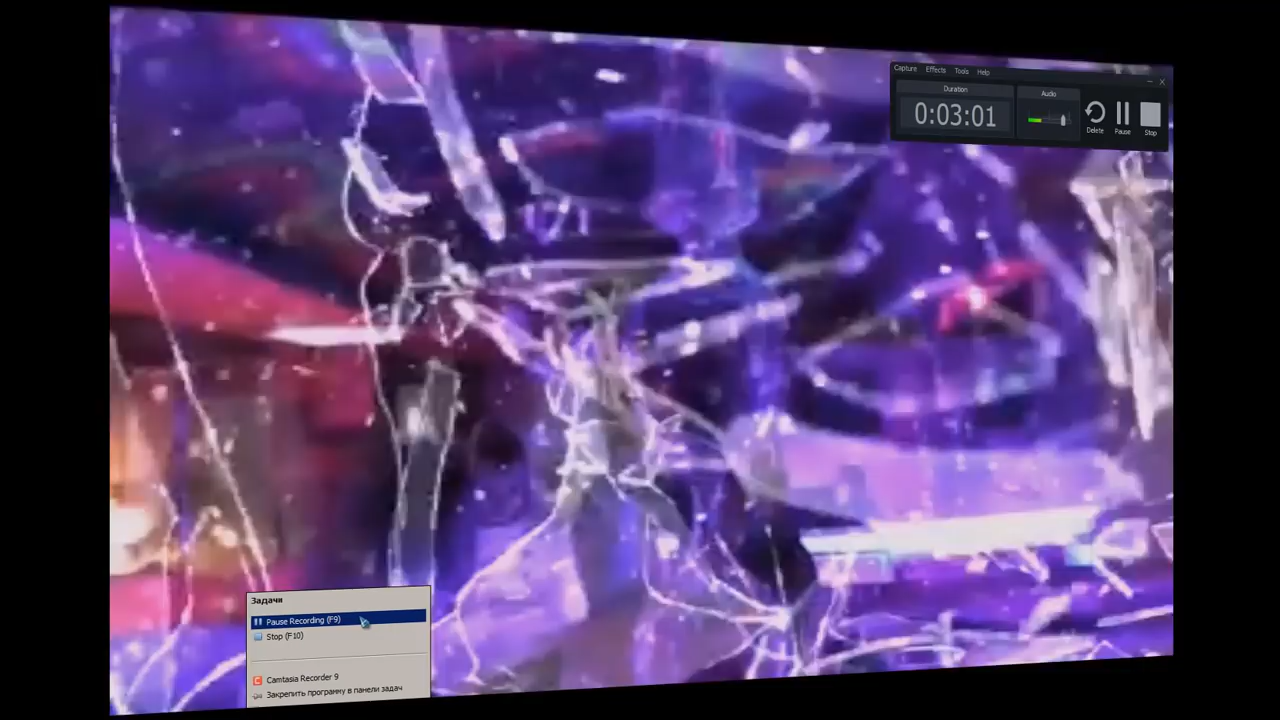 Capture Effects Tools Help
Duration
Audio
0:03:01
Delete
Pause
Stop
Задачи
Pause Recording (F9)
Stop (F10)
Camtasia Recorder 9
Закрепить программу в панели задач